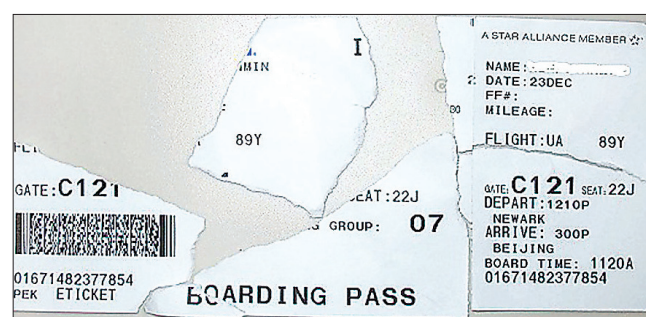 A STAR ALLIANCE MEMBER
I
MIN
NAME:
DATE:23DEC
FF#:
MILEAGE:
89Y
FLIGHT:UA 89Y
GATE:C121
SEAT:22J
GROUP: 07
GATE:C121 SEAT:22J
DEPART:1210P
NEWARK
ARRIVE: 300P
BEIJING
BOARD TIME: 1120A
01671482377854
01671482377854
PEK ETICKET
BOARDING PASS